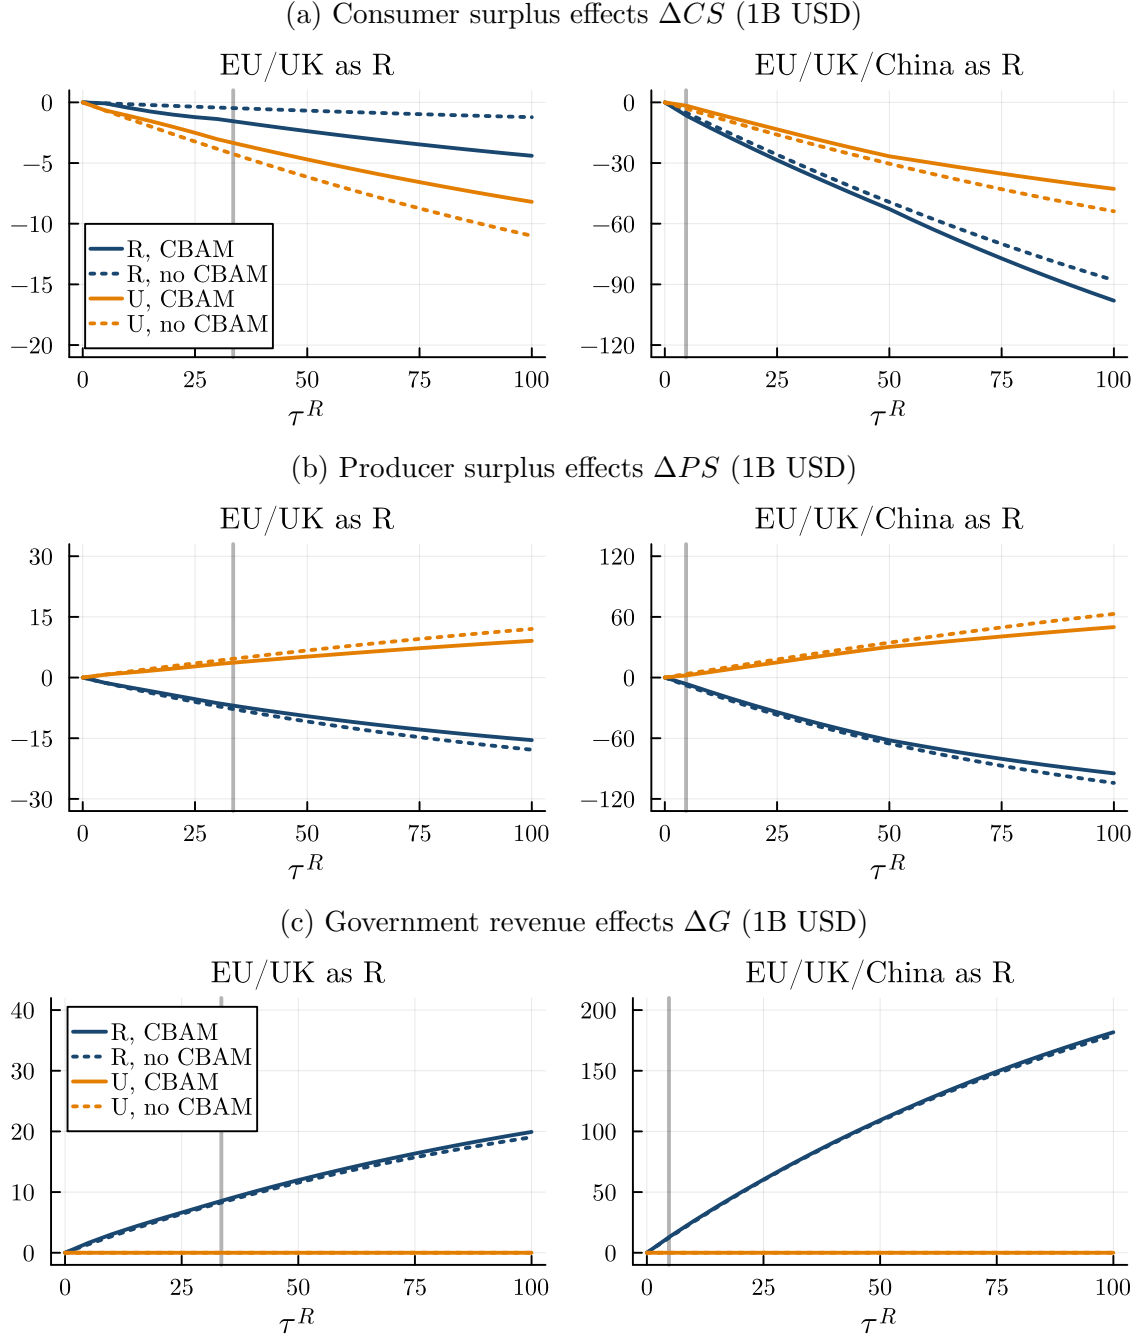 (a) Consumer surplus effects ΔCS (1B USD)
EU/UK as R
0
−5
−10
−15
−20
R, CBAM
R, no CBAM
U, CBAM
U, no CBAM
0 25 50 75 100
τ^R
EU/UK/China as R
0
−30
−60
−90
−120
0 25 50 75 100
τ^R
(b) Producer surplus effects ΔPS (1B USD)
EU/UK as R
30
15
0
−15
−30
0 25 50 75 100
τ^R
EU/UK/China as R
120
60
0
−60
−120
0 25 50 75 100
τ^R
(c) Government revenue effects ΔG (1B USD)
EU/UK as R
40
30
20
10
0
R, CBAM
R, no CBAM
U, CBAM
U, no CBAM
0 25 50 75 100
τ^R
EU/UK/China as R
200
150
100
50
0
0 25 50 75 100
τ^R